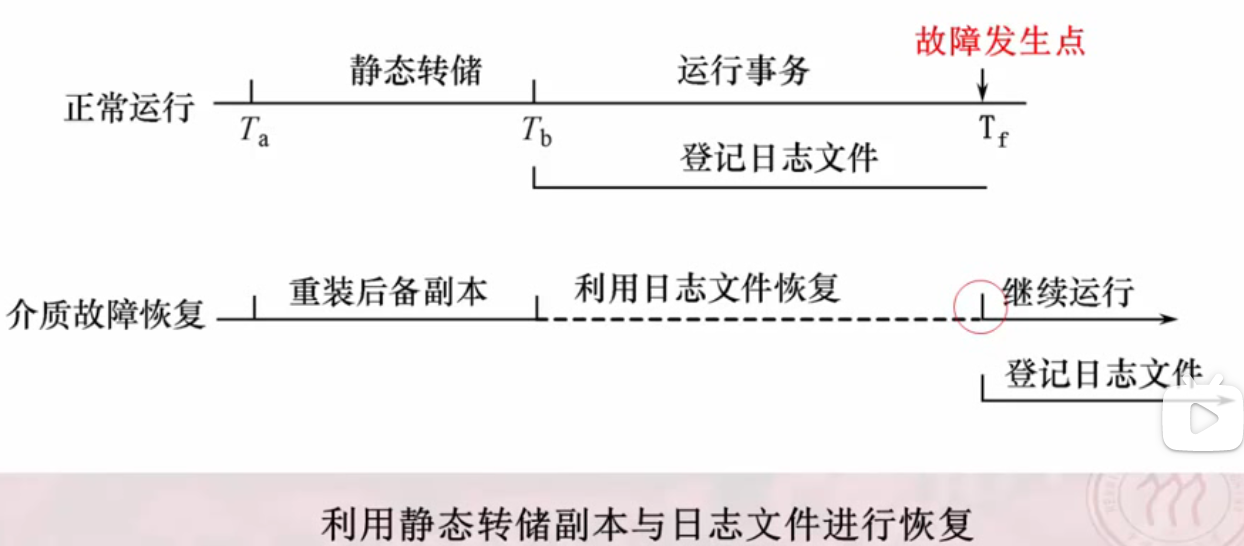 故障发生点
静态转储
运行事务
正常运行
Ta
Tb
Tf
登记日志文件
重装后备副本
利用日志文件恢复
继续运行
介质故障恢复
登记日志文件
利用静态转储副本与日志文件进行恢复